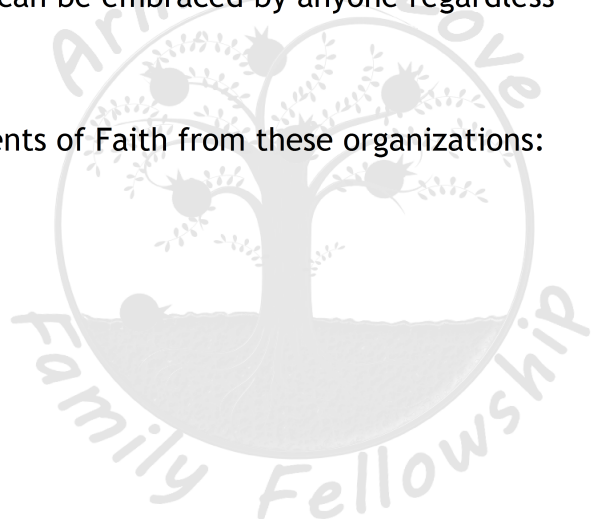 can be embraced by anyone regardless
ents of Faith from these organizations:
Family Fellowship